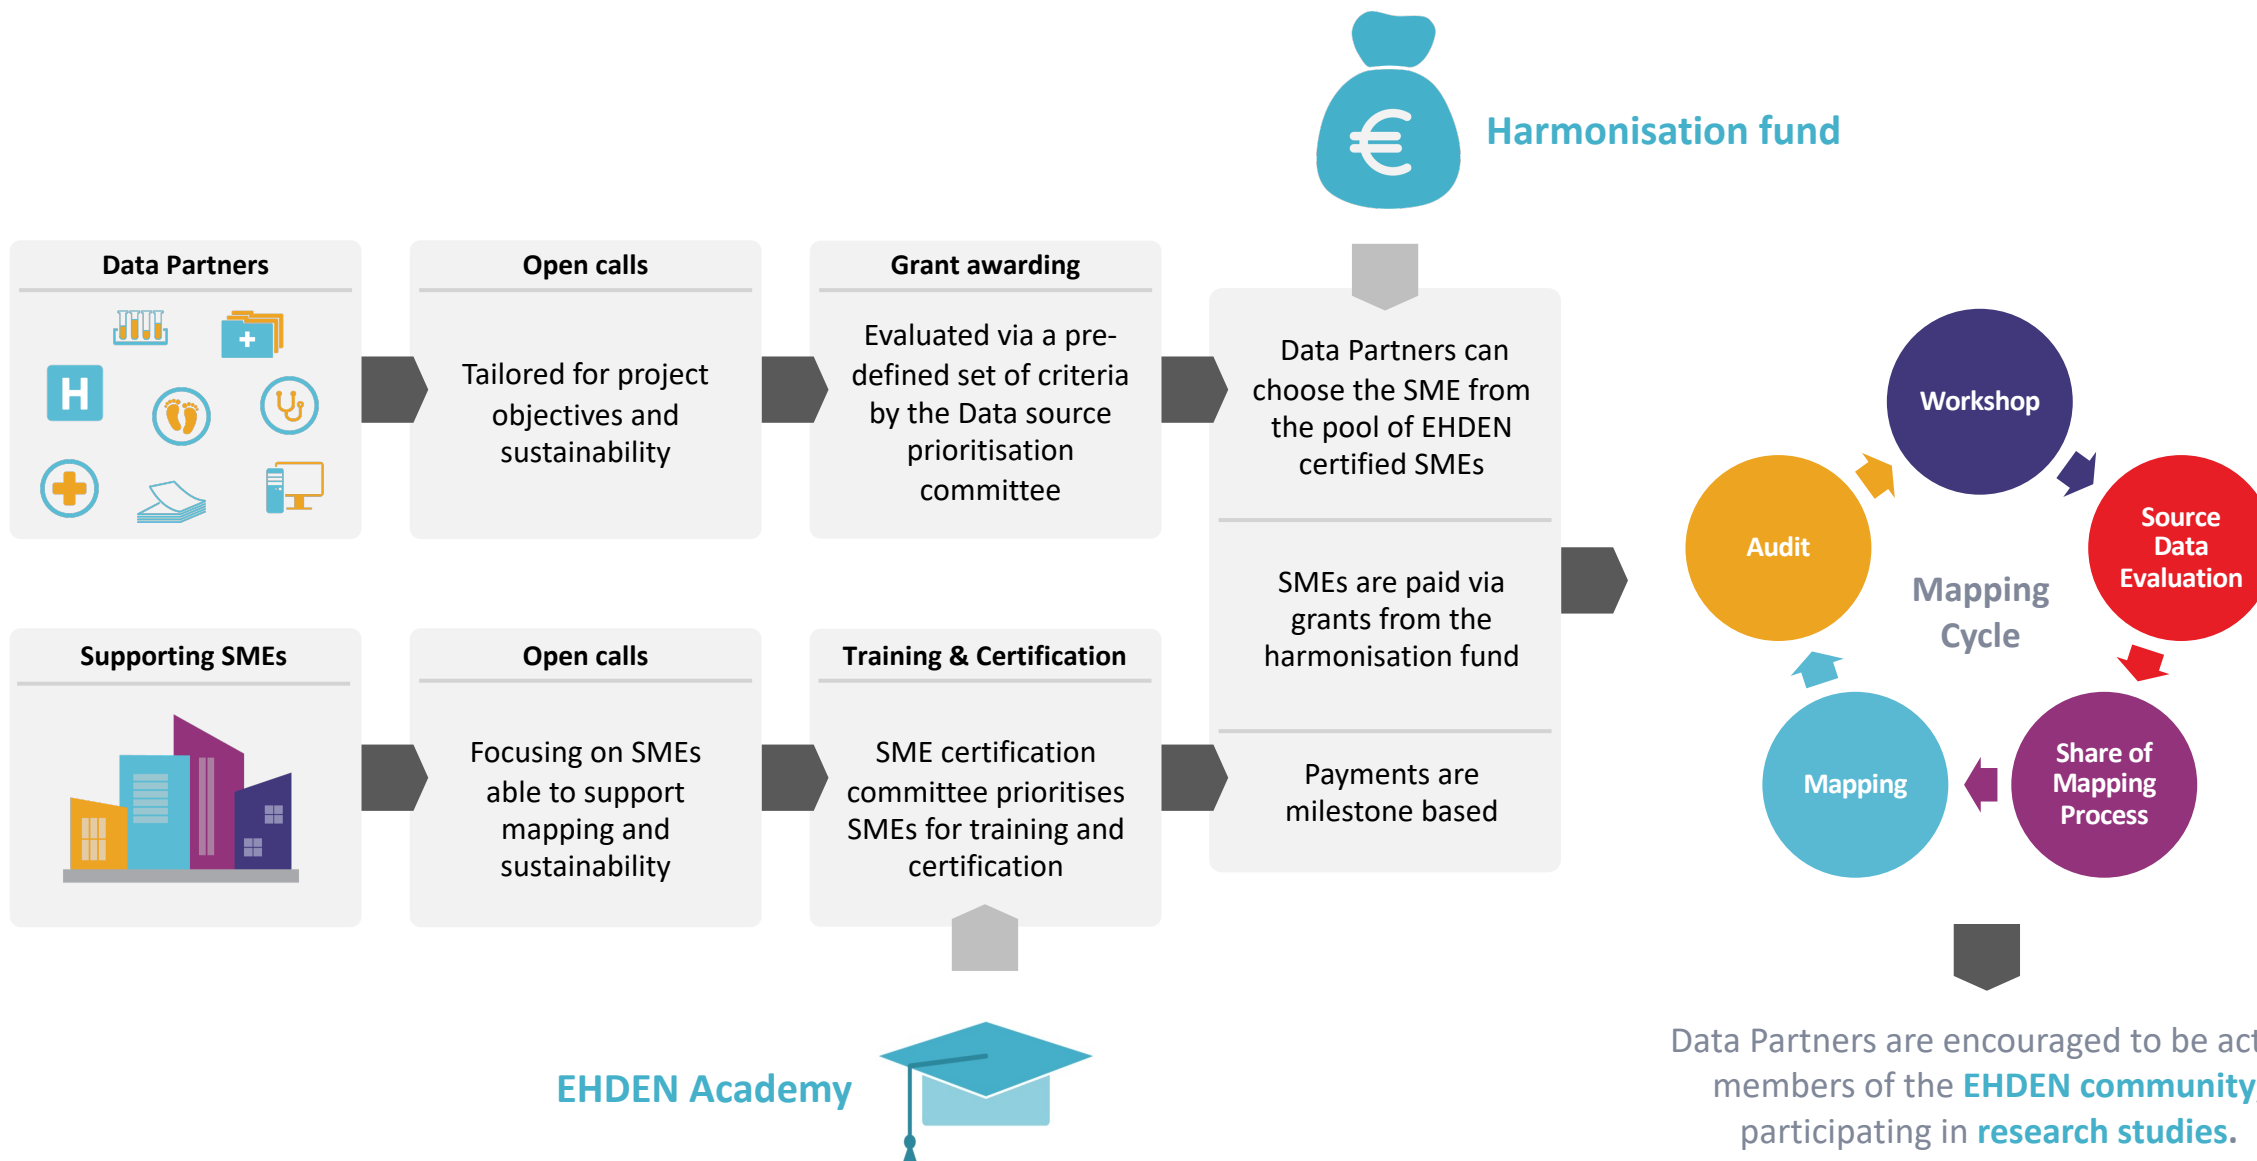 Harmonisation fund
Data Partners
H
Open calls
Tailored for project
objectives and
sustainability
Grant awarding
Evaluated via a pre-
defined set of criteria
by the Data source
prioritisation
committee
Data Partners can
choose the SME from
the pool of EHDEN
certified SMEs
SMEs are paid via
grants from the
harmonisation fund
Payments are
milestone based
Supporting SMEs
Open calls
Focusing on SMEs
able to support
mapping and
sustainability
Training & Certification
SME certification
committee prioritises
SMEs for training and
certification
EHDEN Academy
Workshop
Source
Data
Evaluation
Share of
Mapping
Process
Mapping
Audit
Mapping
Cycle
Data Partners are encouraged to be
members of the EHDEN community,
participating in research studies.